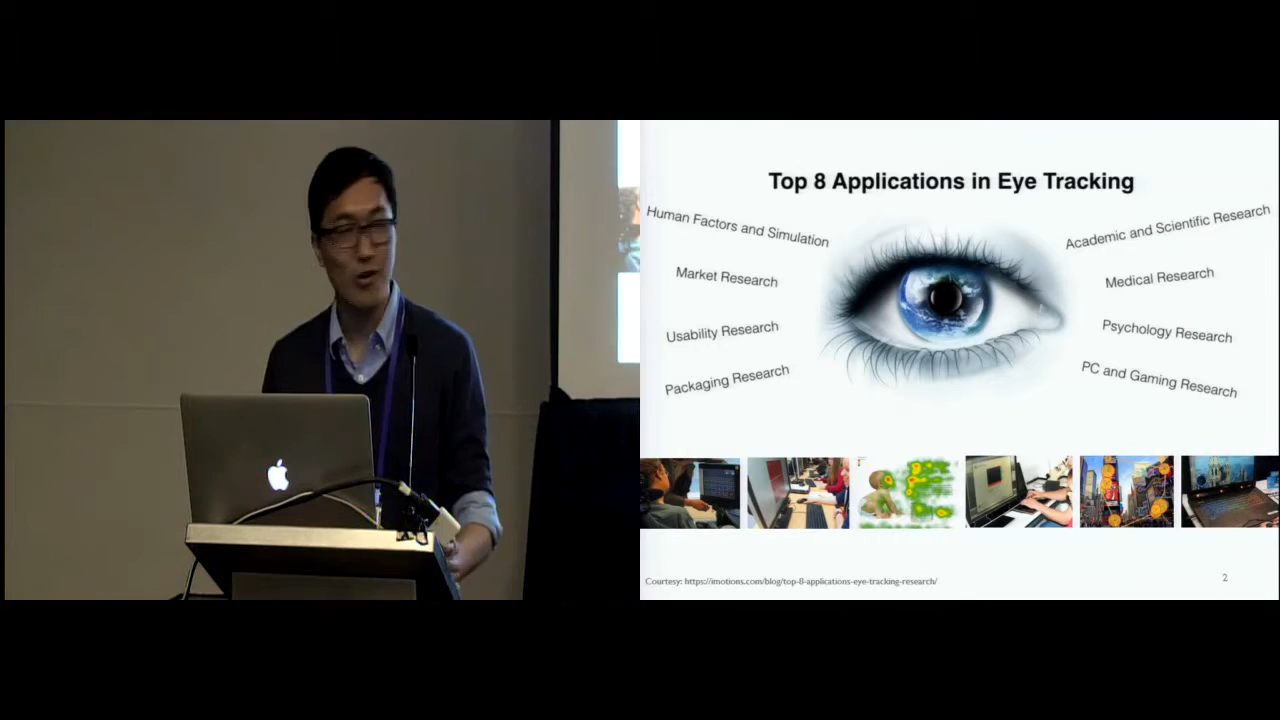 Top 8 Applications in Eye Tracking
Human Factors and Simulation
Market Research
Usability Research
Packaging Research
Academic and Scientific Research
Medical Research
Psychology Research
PC and Gaming Research
Courtesy: https://imotions.com/blog/top-8-applications-eye-tracking-research/
2